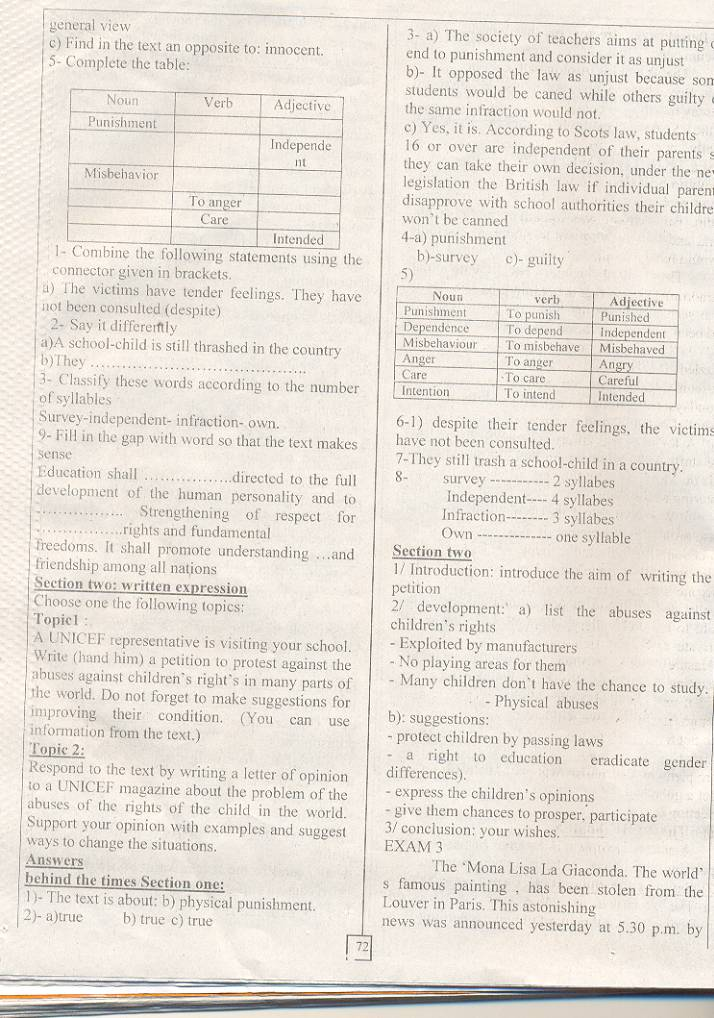 general view
c) Find in the text an opposite to: innocent.
5- Complete the table:
Noun Verb Adjective
Punishment
Independe
nt
Misbehavior
To anger
Care
Intended
1- Combine the following statements using the
connector given in brackets.
a) The victims have tender feelings. They have
not been consulted (despite)
2- Say it differently
a)A school-child is still thrashed in the country
b)They ........................................
3- Classify these words according to the number
of syllables
Survey-independent- infraction- own.
9- Fill in the gap with word so that the text makes
sense
Education shall ................directed to the full
development of the human personality and to
................ Strengthening of respect for
................rights and fundamental
freedoms. It shall promote understanding ...and
friendship among all nations
Section two: written expression
Choose one the following topics:
Topic1 :
A UNICEF representative is visiting your school.
Write (hand him) a petition to protest against the
abuses against children's right's in many parts of
the world. Do not forget to make suggestions for
improving their condition. (You can use
information from the text.)
Topic 2:
Respond to the text by writing a letter of opinion
to a UNICEF magazine about the problem of the
abuses of the rights of the child in the world.
Support your opinion with examples and suggest
ways to change the situations.
Answers
behind the times Section one:
1)- The text is about: b) physical punishment.
2)- a)true b) true c) true
3- a) The society of teachers aims at putting
end to punishment and consider it as unjust
b)- It opposed the law as unjust because
students would be caned while others guilty
the same infraction would not.
c) Yes, it is. According to Scots law, students
16 or over are independent of their parents
they can take their own decision, under the
legislation the British law if individual
disapprove with school authorities their
won't be canned
4-a) punishment
b)-survey c)- guilty
5)
Noun verb Adjective
Punishment To punish Punished
Dependence To depend Independent
Misbehaviour To misbehave Misbehaved
Anger To anger Angry
Care To care Careful
Intention To intend Intended
6-1) despite their tender feelings, the victims
have not been consulted.
7-They still trash a school-child in a country.
8- survey ----------- 2 syllabes
Independent---- 4 syllabes
Infraction-------- 3 syllabes
Own -------------- one syllable
Section two
1/ Introduction: introduce the aim of writing the
petition
2/ development: a) list the abuses against
children's rights
- Exploited by manufacturers
- No playing areas for them
- Many children don't have the chance to study.
- Physical abuses
b): suggestions:
- protect children by passing laws
- a right to education eradicate gender
differences).
- express the children's opinions
- give them chances to prosper, participate
3/ conclusion: your wishes.
EXAM 3
The 'Mona Lisa La Giaconda. The world'
s famous painting , has been stolen from the
Louver in Paris. This astonishing
news was announced yesterday at 5.30 p.m. by
72